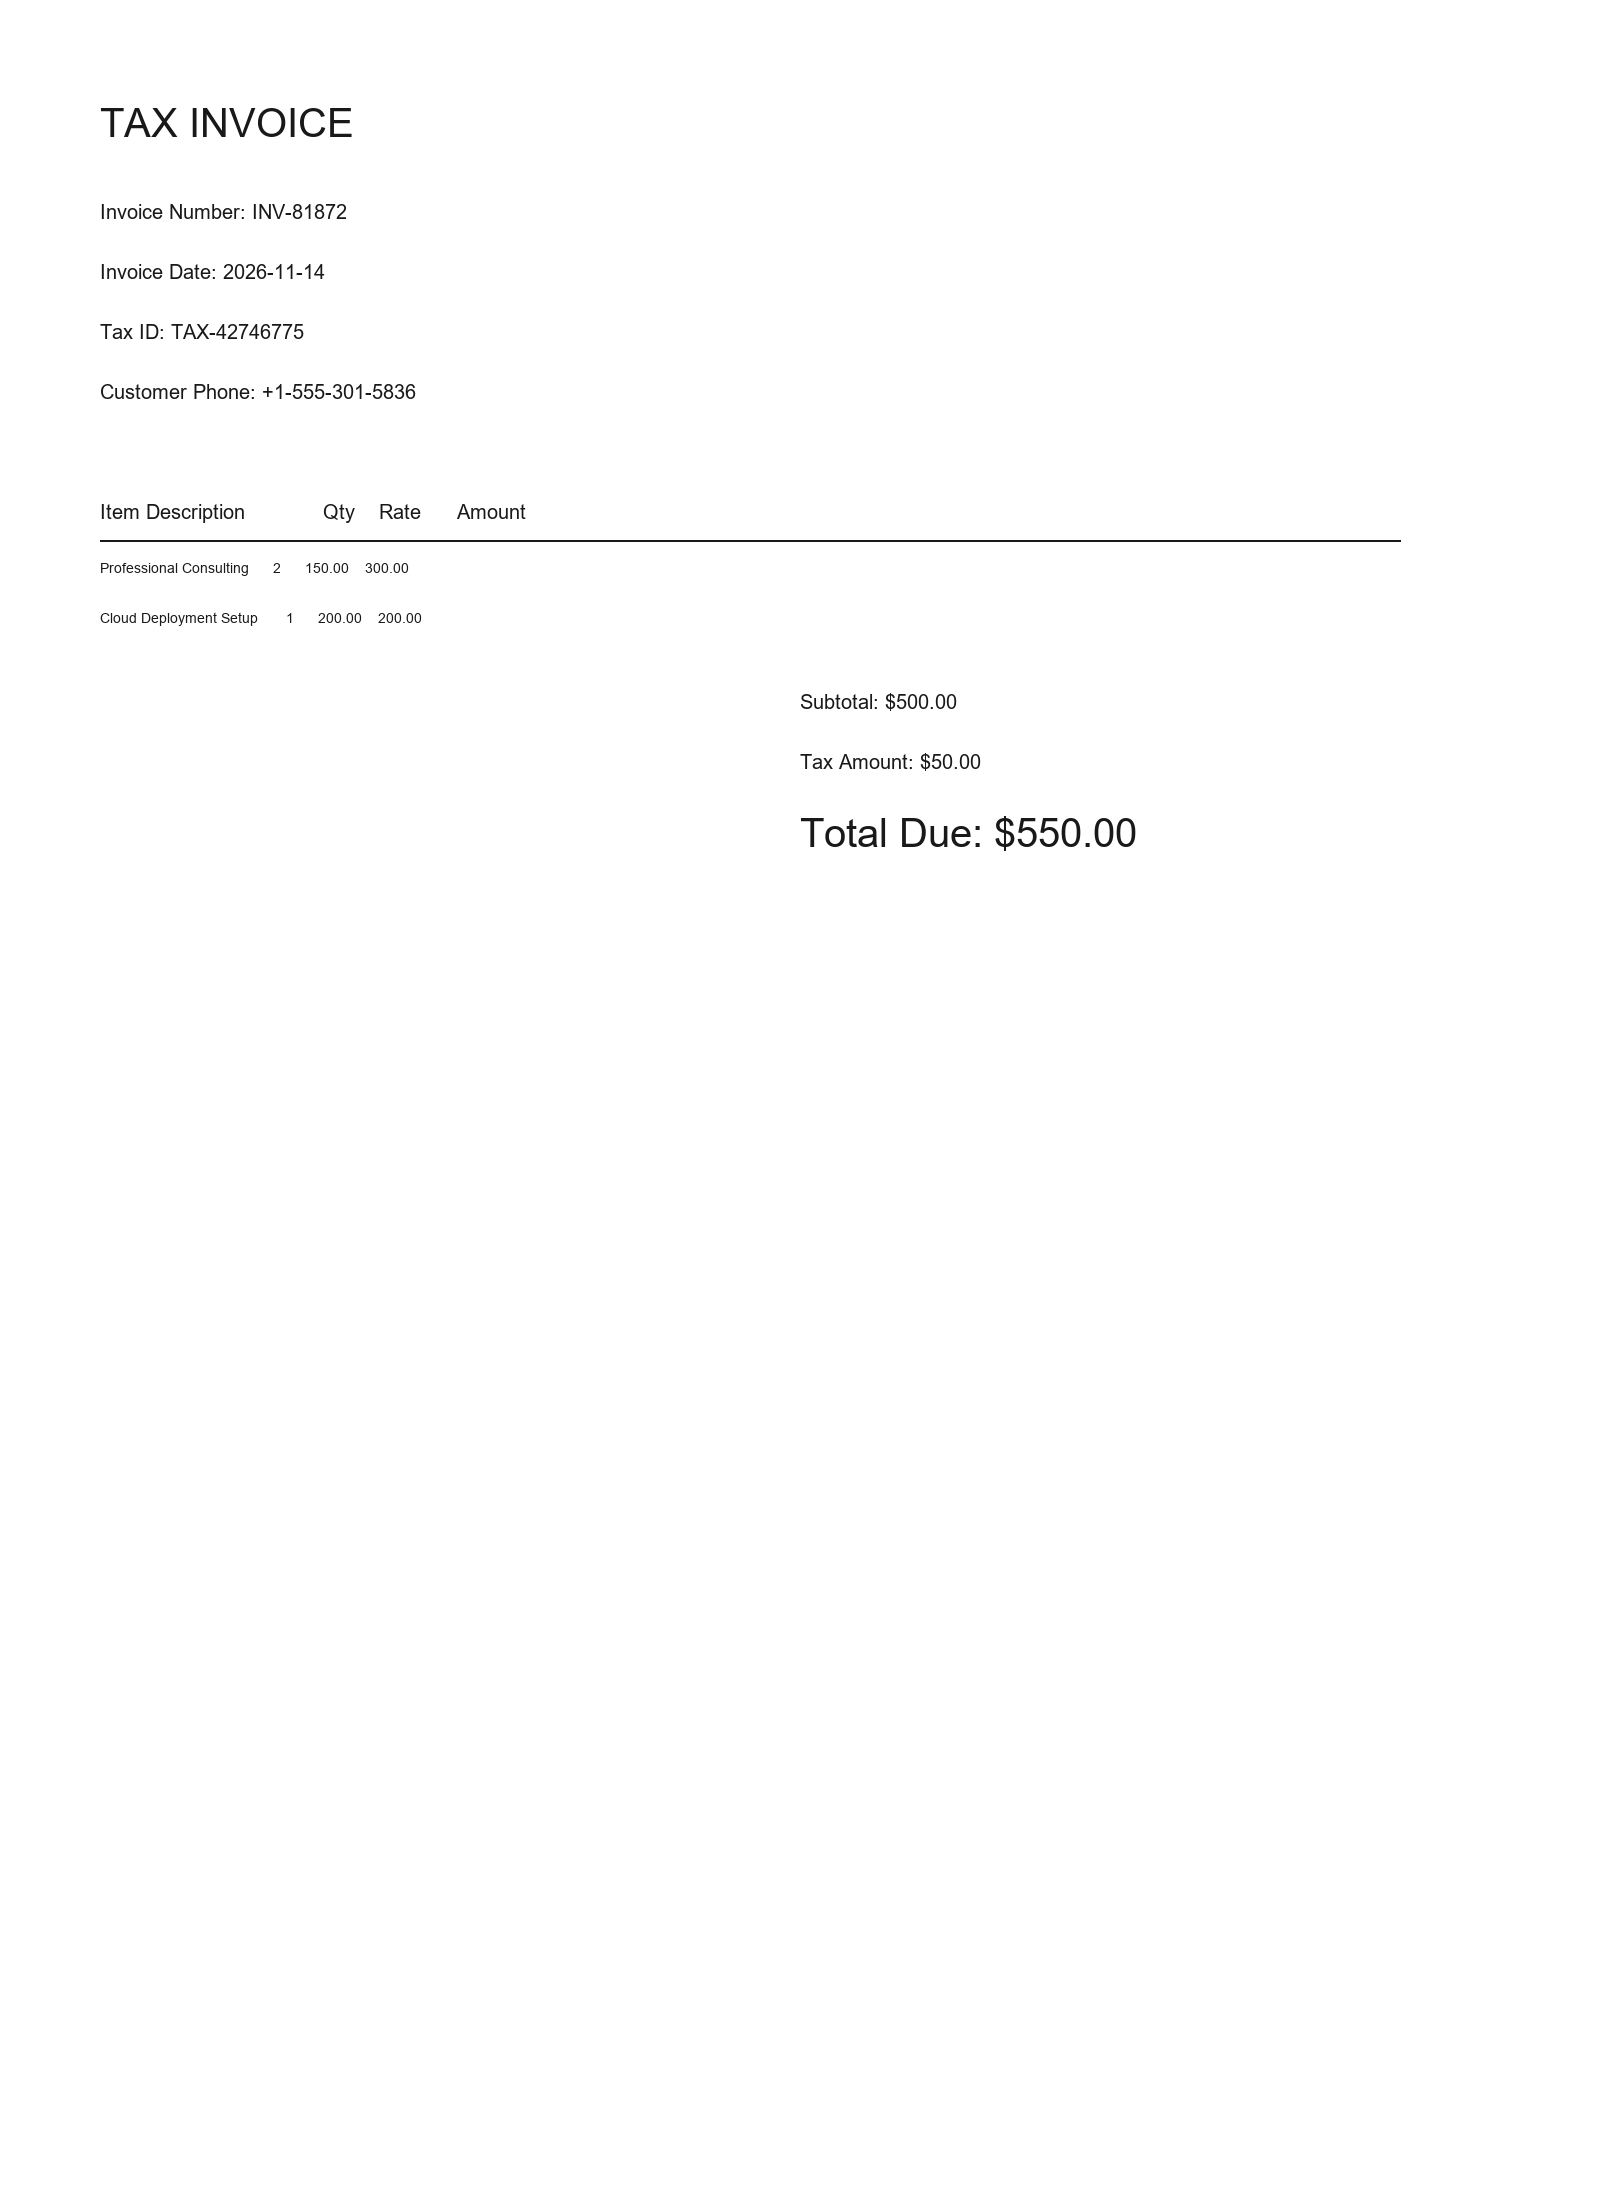 TAX INVOICE
Invoice Number: INV-81872
Invoice Date: 2026-11-14
Tax ID: TAX-42746775
Customer Phone: +1-555-301-5836
Item Description Qty Rate Amount
Professional Consulting 2 150.00 300.00
Cloud Deployment Setup 1 200.00 200.00
Subtotal: $500.00
Tax Amount: $50.00
Total Due: $550.00